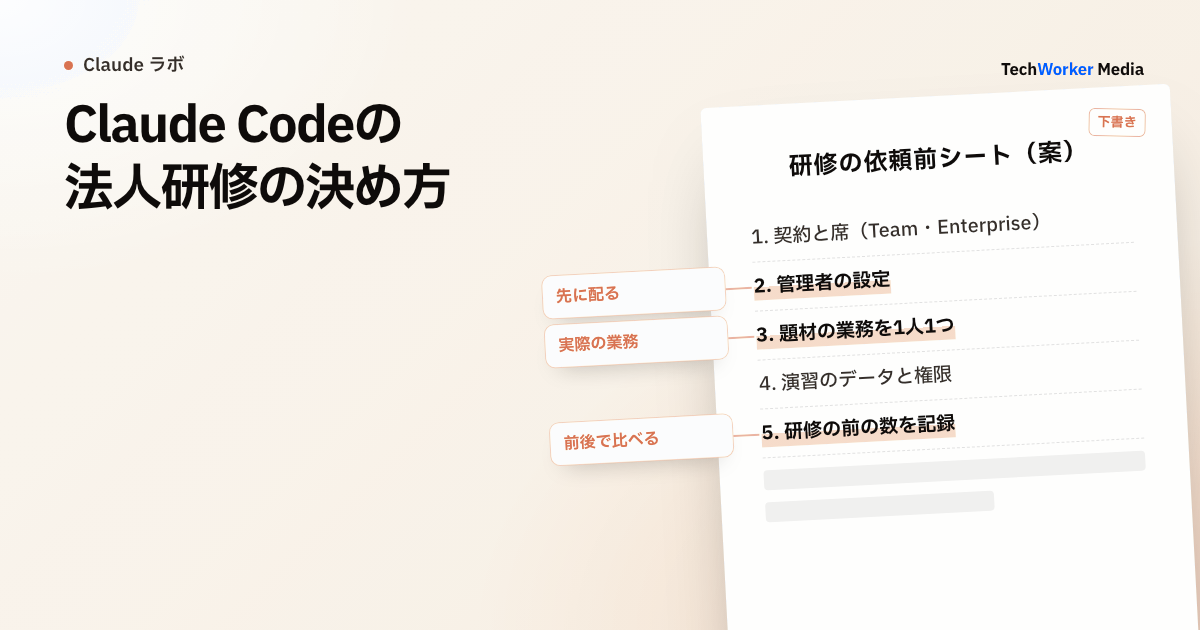 Claude ラボ
TechWorker Media
Claude Codeの
法人研修の決め方
下書き
研修の依頼前シート（案）
1. 契約と席（Team・Enterprise）
先に配る
2. 管理者の設定
実際の業務
3. 題材の業務を1人1つ
4. 演習のデータと権限
前後で比べる
5. 研修の前の数を記録